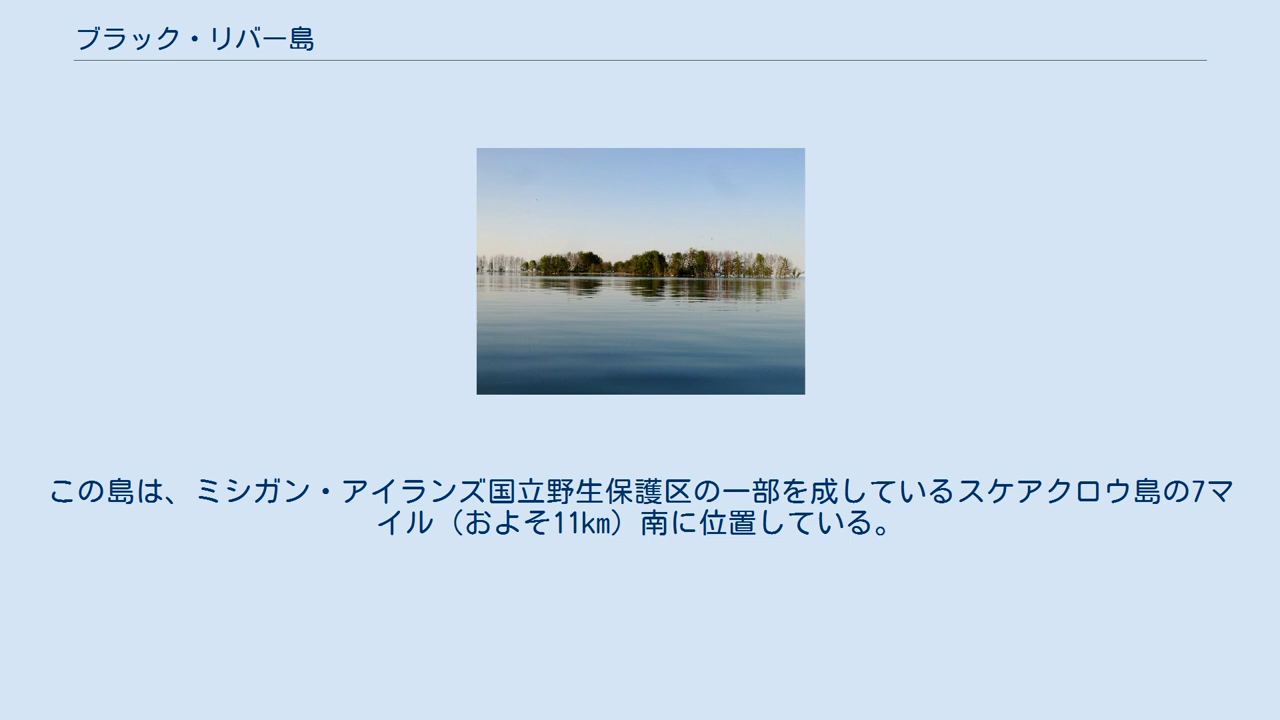 ブラック・リバー島
この島は、ミシガン・アイランズ国立野生保護区の一部を成しているスケアクロウ島の7マ
イル（およそ11km）南に位置している。